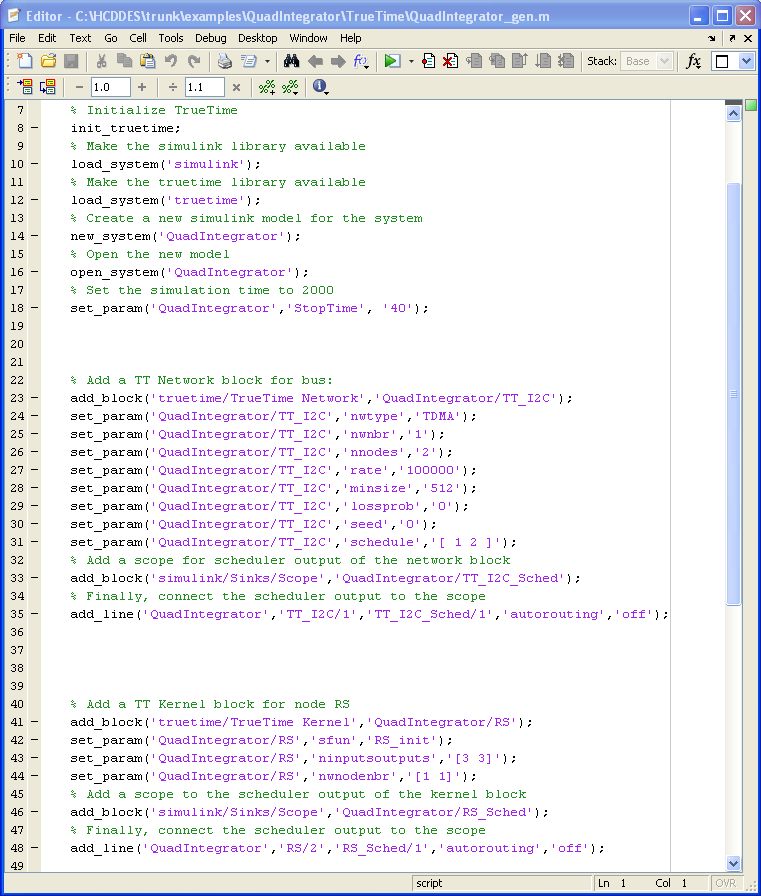 Editor - C:\HCDDES\trunk\examples\QuadIntegrator\TrueTime\QuadIntegrator_gen.m
File Edit Text Go Cell Tools Debug Desktop Window Help
Stack: Base fx
1.0 1.1
7 % Initialize TrueTime
8 init_truetime;
9 % Make the simulink library available
10 load_system('simulink');
11 % Make the truetime library available
12 load_system('truetime');
13 % Create a new simulink model for the system
14 new_system('QuadIntegrator');
15 % Open the new model
16 open_system('QuadIntegrator');
17 % Set the simulation time to 2000
18 set_param('QuadIntegrator','StopTime', '40');
19
20
21
22 % Add a TT Network block for bus:
23 add_block('truetime/TrueTime Network','QuadIntegrator/TT_I2C');
24 set_param('QuadIntegrator/TT_I2C','nwtype','TDMA');
25 set_param('QuadIntegrator/TT_I2C','nwnbr','1');
26 set_param('QuadIntegrator/TT_I2C','nnodes','2');
27 set_param('QuadIntegrator/TT_I2C','rate','100000');
28 set_param('QuadIntegrator/TT_I2C','minsize','512');
29 set_param('QuadIntegrator/TT_I2C','lossprob','0');
30 set_param('QuadIntegrator/TT_I2C','seed','0');
31 set_param('QuadIntegrator/TT_I2C','schedule','[ 1 2 ]');
32 % Add a scope for scheduler output of the network block
33 add_block('simulink/Sinks/Scope','QuadIntegrator/TT_I2C_Sched');
34 % Finally, connect the scheduler output to the scope
35 add_line('QuadIntegrator','TT_I2C/1','TT_I2C_Sched/1','autorouting','off');
36
37
38
39
40 % Add a TT Kernel block for node RS
41 add_block('truetime/TrueTime Kernel','QuadIntegrator/RS');
42 set_param('QuadIntegrator/RS','sfun','RS_init');
43 set_param('QuadIntegrator/RS','ninputsoutputs','[3 3]');
44 set_param('QuadIntegrator/RS','nwnodenbr','[1 1]');
45 % Add a scope to the scheduler output of the kernel block
46 add_block('simulink/Sinks/Scope','QuadIntegrator/RS_Sched');
47 % Finally, connect the scheduler output to the scope
48 add_line('QuadIntegrator','RS/2','RS_Sched/1','autorouting','off');
49
script Ln 1 Col 1 OVR